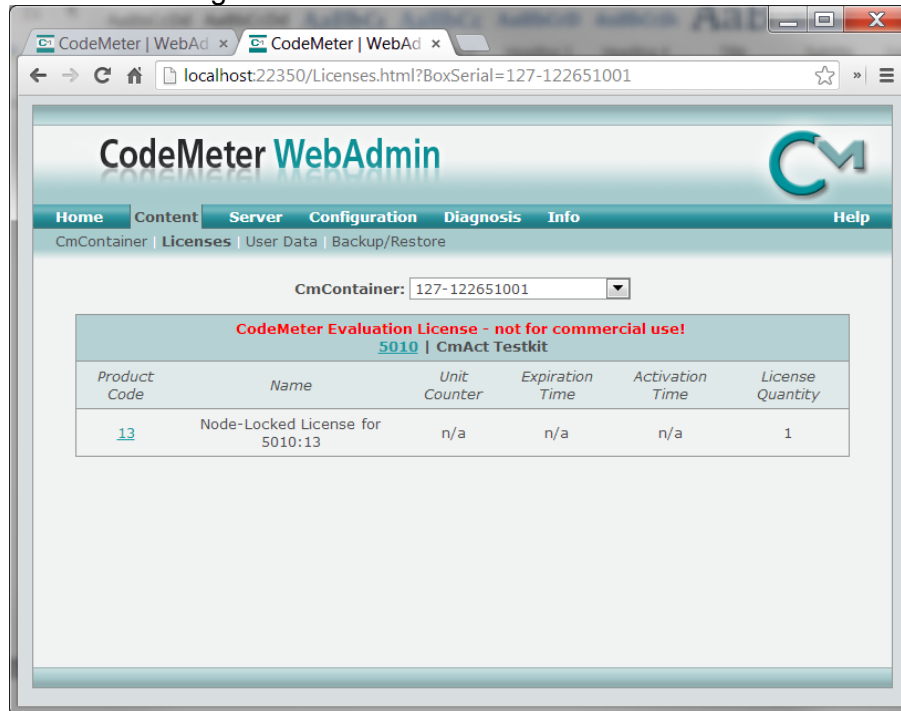 CodeMeter | WebAd × CodeMeter | WebAd ×
localhost:22350/Licenses.html?BoxSerial=127-122651001
CodeMeter WebAdmin
CM
Home Content Server Configuration Diagnosis Info Help
CmContainer | Licenses | User Data | Backup/Restore
CmContainer: 127-122651001
CodeMeter Evaluation License - not for commercial use!
5010 | CmAct Testkit
Product Code Name Unit Counter Expiration Time Activation Time License Quantity
13 Node-Locked License for 5010:13 n/a n/a n/a 1